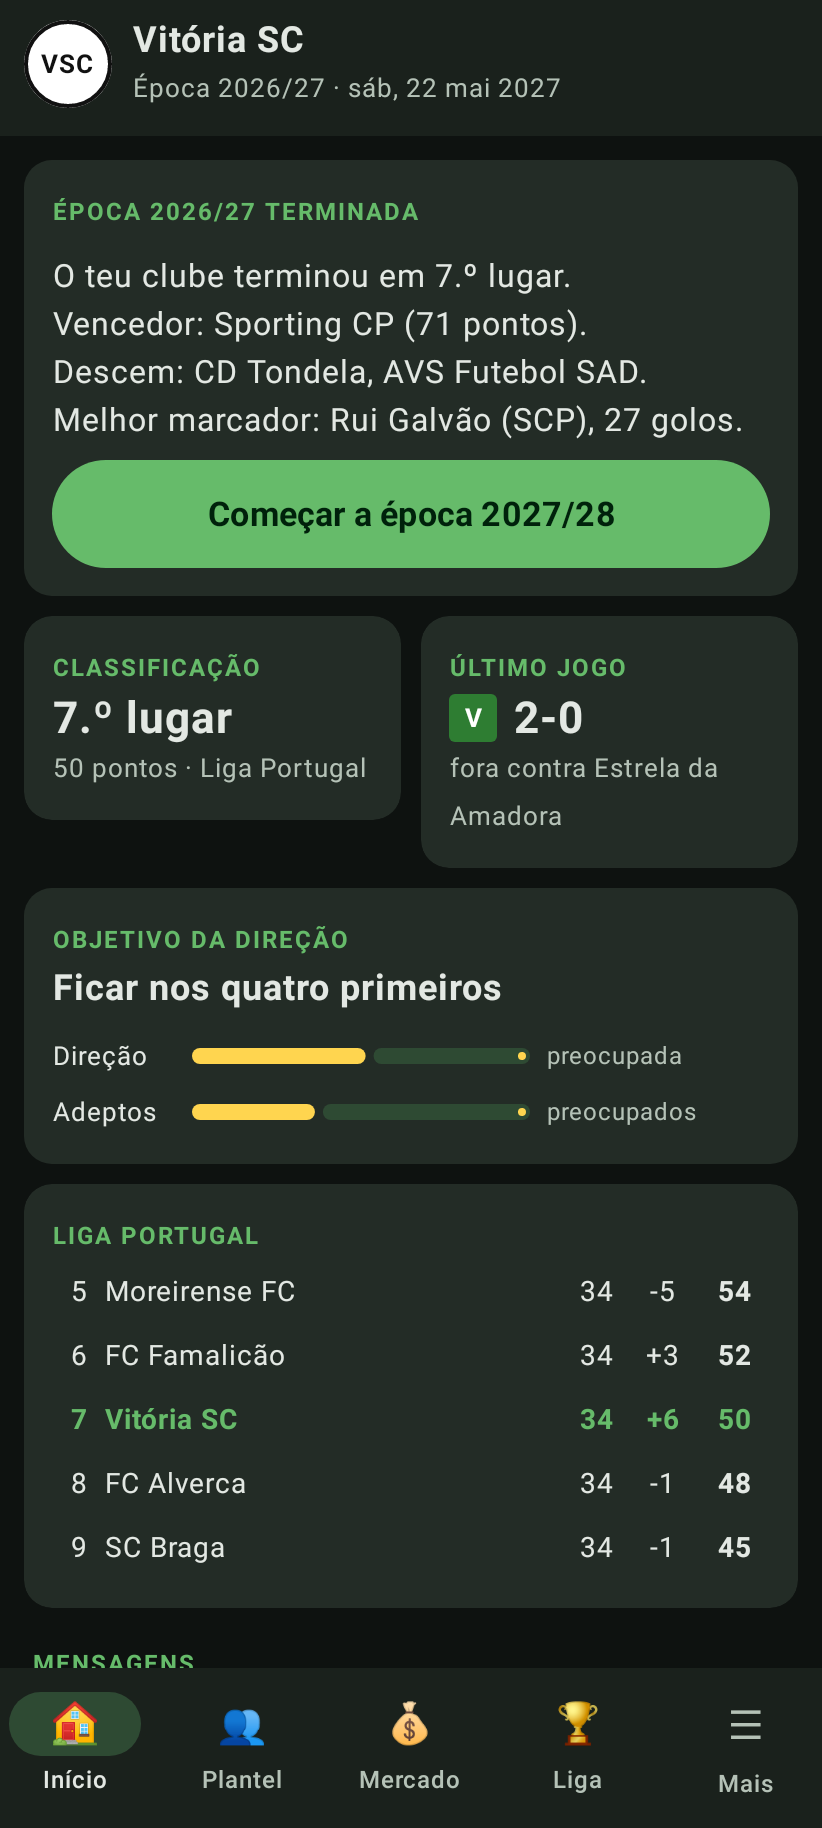 VSC
Vitória SC
Época 2026/27 · sáb, 22 mai 2027
ÉPOCA 2026/27 TERMINADA
O teu clube terminou em 7.º lugar.
Vencedor: Sporting CP (71 pontos).
Descem: CD Tondela, AVS Futebol SAD.
Melhor marcador: Rui Galvão (SCP), 27 golos.
Começar a época 2027/28
CLASSIFICAÇÃO
7.º lugar
50 pontos · Liga Portugal
ÚLTIMO JOGO
V 2-0
fora contra Estrela da
Amadora
OBJETIVO DA DIREÇÃO
Ficar nos quatro primeiros
Direção preocupada
Adeptos preocupados
LIGA PORTUGAL
5 Moreirense FC 34 -5 54
6 FC Famalicão 34 +3 52
7 Vitória SC 34 +6 50
8 FC Alverca 34 -1 48
9 SC Braga 34 -1 45
MENSAGENS
Início Plantel Mercado Liga Mais